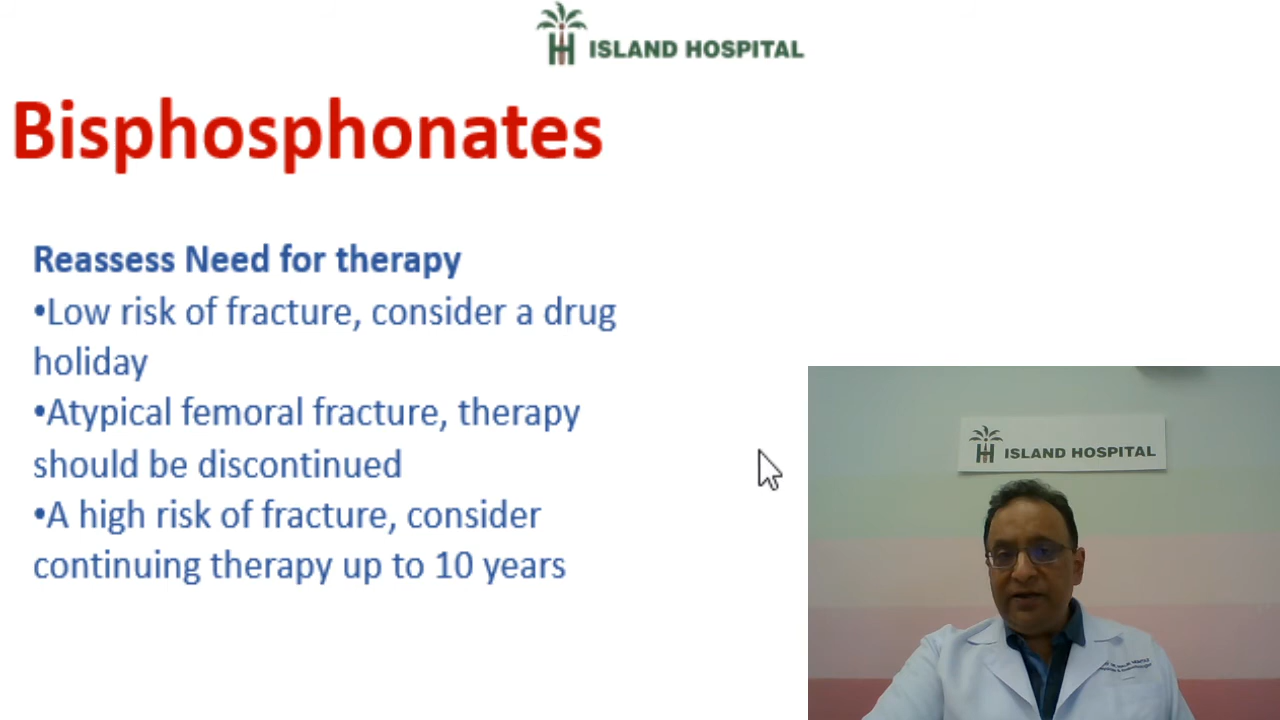 ISLAND HOSPITAL
Bisphosphonates
Reassess Need for therapy
•Low risk of fracture, consider a drug
holiday
•Atypical femoral fracture, therapy
should be discontinued
•A high risk of fracture, consider
continuing therapy up to 10 years
ISLAND HOSPITAL